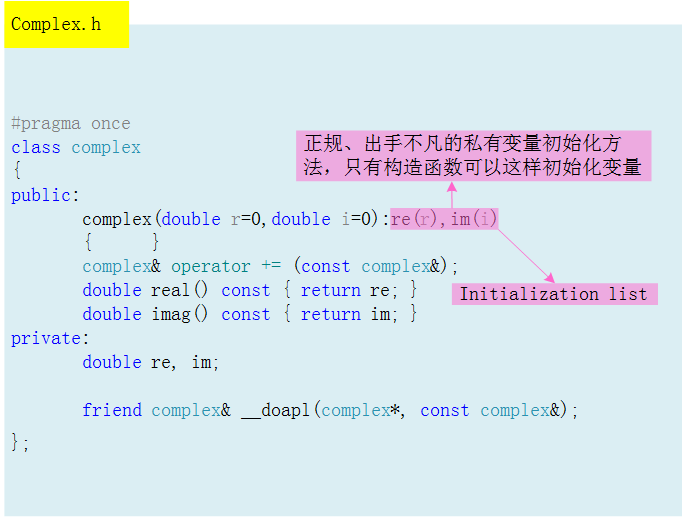 Complex.h
#pragma once
class complex
{
public:
正规、出手不凡的私有变量初始化方
法，只有构造函数可以这样初始化变量
complex(double r=0,double i=0):re(r),im(i)
{ }
complex& operator += (const complex&);
double real() const { return re; }
Initialization list
double imag() const { return im; }
private:
double re, im;
friend complex& __doapl(complex*, const complex&);
};